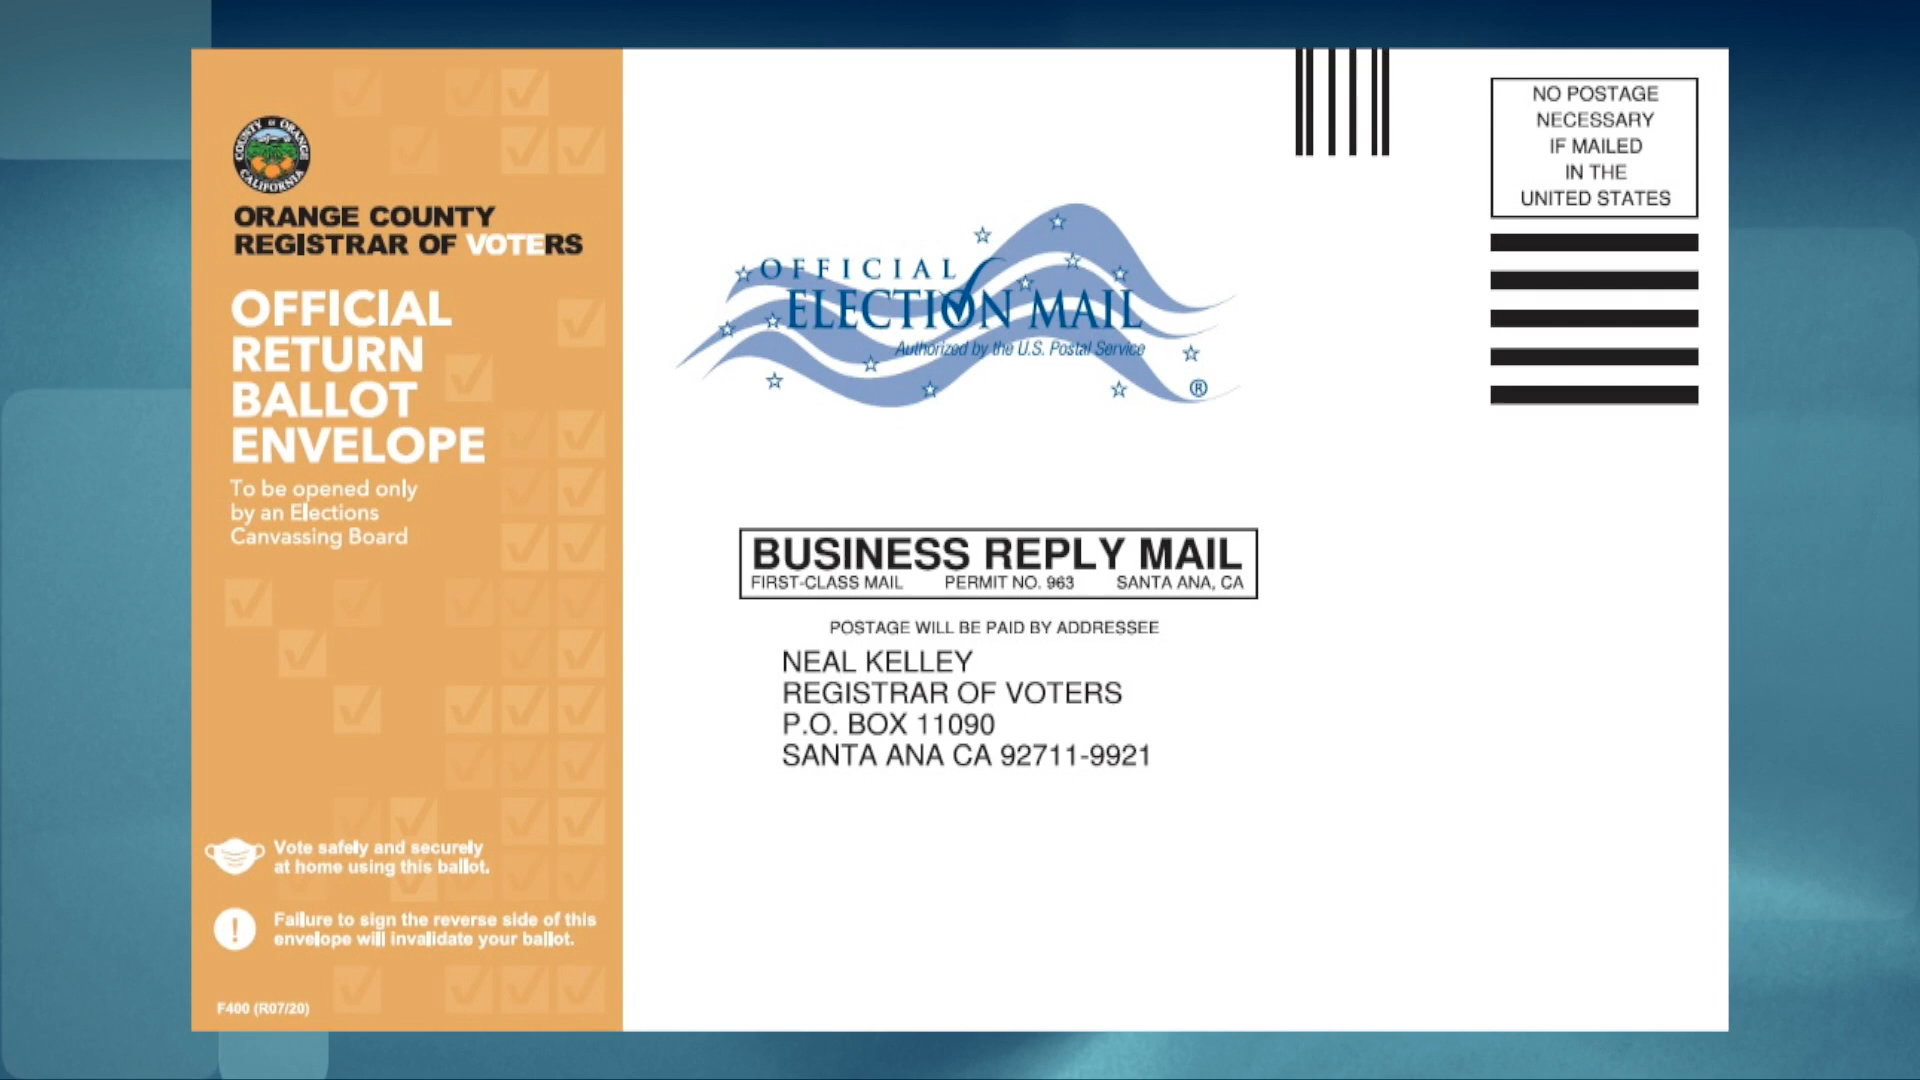 COUNTY OF ORANGE
CALIFORNIA
ORANGE COUNTY
REGISTRAR OF VOTERS
OFFICIAL
RETURN
BALLOT
ENVELOPE
To be opened only
by an Elections
Canvassing Board
Vote safely and securely
at home using this ballot.
Failure to sign the reverse side of this
envelope will invalidate your ballot.
F400 (R07/20)
OFFICIAL
ELECTION MAIL
Authorized by the U.S. Postal Service
®
NO POSTAGE
NECESSARY
IF MAILED
IN THE
UNITED STATES
BUSINESS REPLY MAIL
FIRST-CLASS MAIL PERMIT NO. 963 SANTA ANA, CA
POSTAGE WILL BE PAID BY ADDRESSEE
NEAL KELLEY
REGISTRAR OF VOTERS
P.O. BOX 11090
SANTA ANA CA 92711-9921